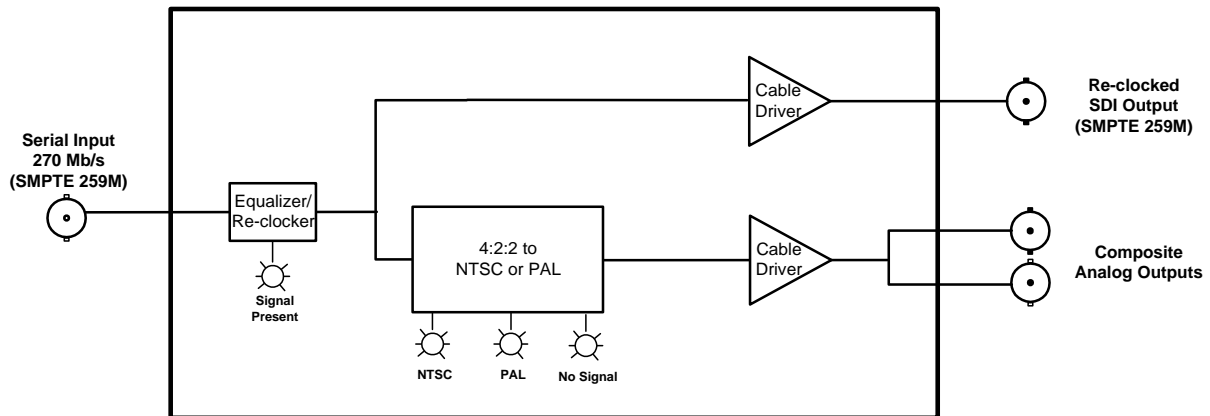 Serial Input
270 Mb/s
(SMPTE 259M)
Equalizer/
Re-clocker
Signal
Present
4:2:2 to
NTSC or PAL
NTSC
PAL
No Signal
Cable
Driver
Cable
Driver
Re-clocked
SDI Output
(SMPTE 259M)
Composite
Analog Outputs